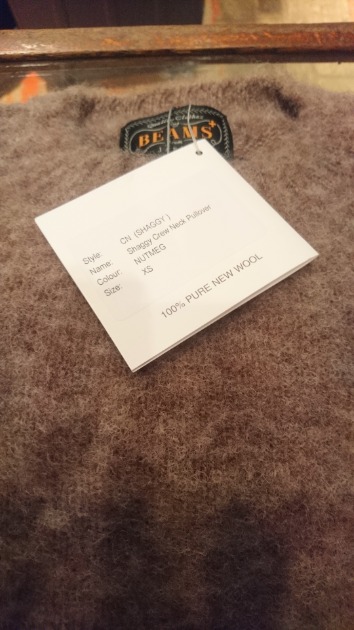 BEAMS+
Style: CN (SHAGGY)
Name: Shaggy Crew Neck Pullover
Colour: NUTMEG
Size: XS
100% PURE NEW WOOL